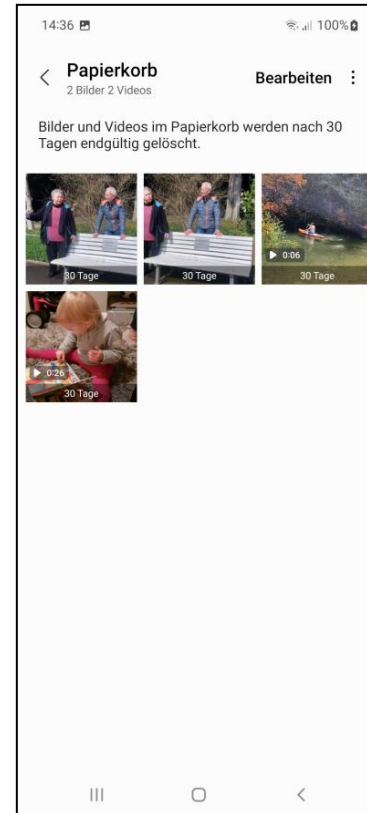 14:36 100%
Papierkorb
2 Bilder 2 Videos
Bearbeiten
Bilder und Videos im Papierkorb werden nach 30
Tagen endgültig gelöscht.
30 Tage
30 Tage
0:06
30 Tage
0:26
30 Tage